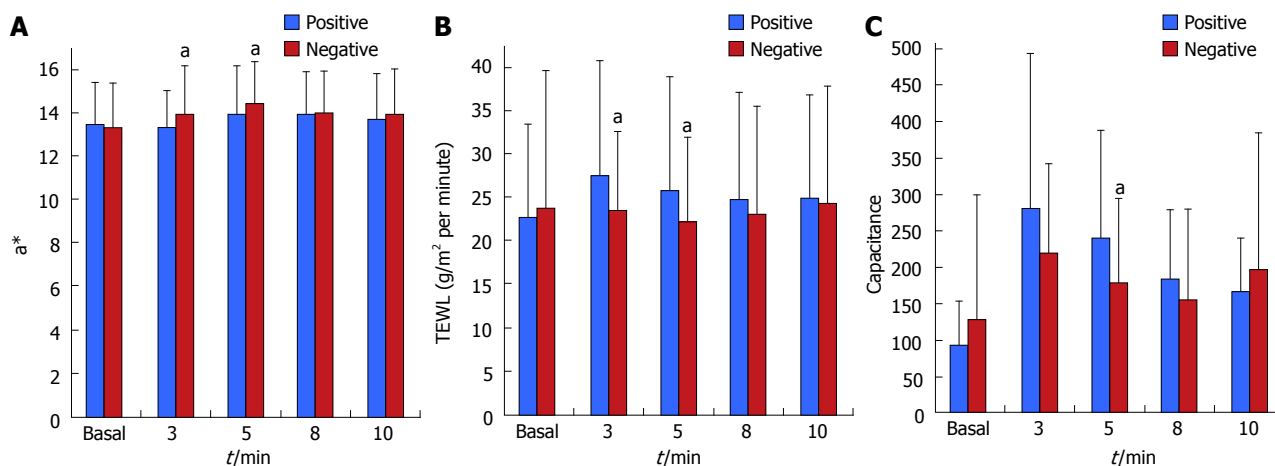 A
Positive
Negative
a a
16
14
12
10
8
6
4
2
0
a*
Basal 3 5 8 10
t/min
B
Positive
Negative
a
a
40
35
30
25
20
15
10
5
0
TEWL (g/m² per minute)
Basal 3 5 8 10
t/min
C
Positive
Negative
a
500
450
400
350
300
250
200
150
100
50
0
Capacitance
Basal 3 5 8 10
t/min